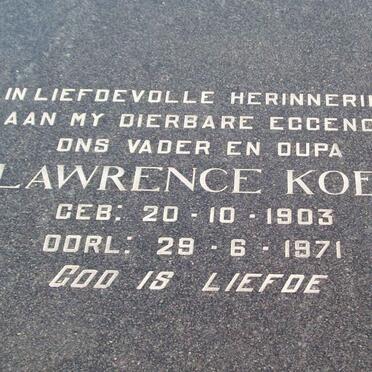 IN LIEFDEVOLLE HERINNERI
AAN MY DIERBARE EGGENO
ONS VADER EN OUPA
LAWRENCE KOE
GEB: 20 - 10 - 1903
OORL: 29 - 6 - 1971
GOD IS LIEFDE